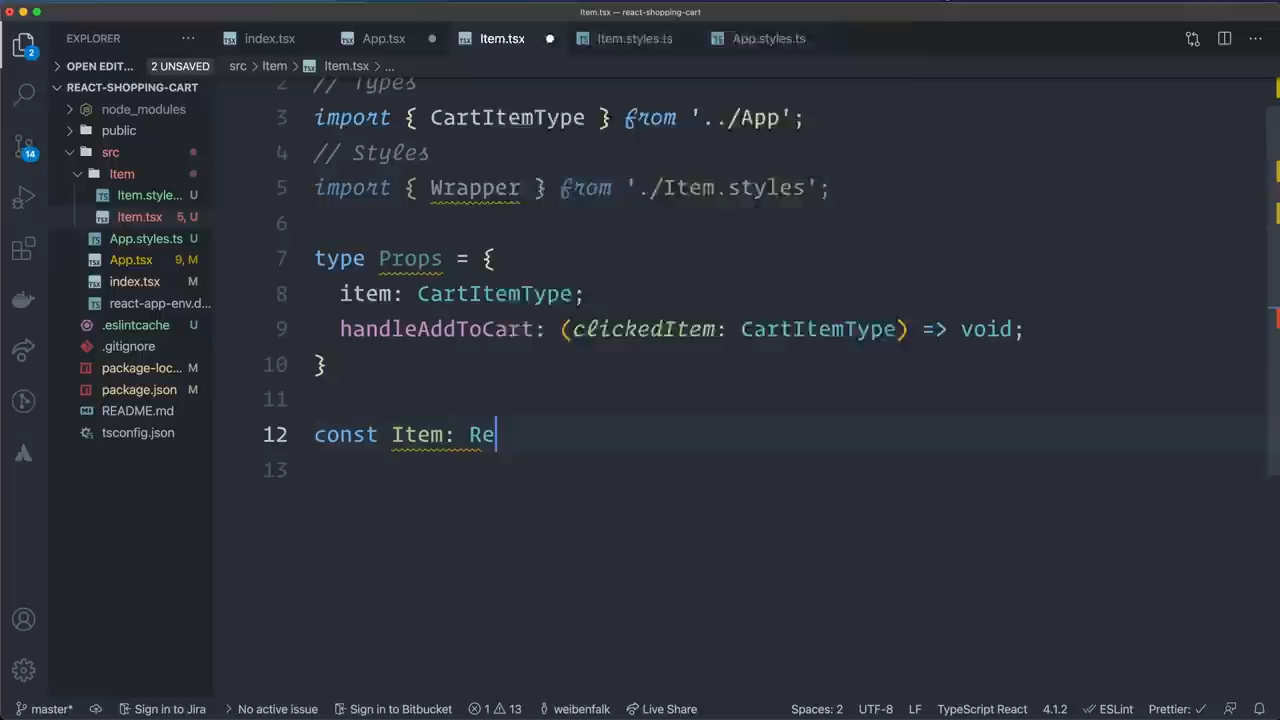 Item.tsx — react-shopping-cart
EXPLORER
index.tsx
App.tsx
Item.tsx
Item.styles.ts
App.styles.ts
OPEN EDIT... 2 UNSAVED
src > Item > Item.tsx > ...
REACT-SHOPPING-CART
node_modules
public
src
Item
Item.style... U
Item.tsx 5, U
App.styles.ts U
App.tsx 9, M
index.tsx M
react-app-env.d...
.eslintcache U
.gitignore
package-loc... M
package.json M
README.md
tsconfig.json
2
14
2 // Types
3 import { CartItemType } from '../App';
4 // Styles
5 import { Wrapper } from './Item.styles';
6
7 type Props = {
8 item: CartItemType;
9 handleAddToCart: (clickedItem: CartItemType) => void;
10 }
11
12 const Item: Re
13
master* Sign in to Jira No active issue Sign in to Bitbucket 1 13 weibenfalk Live Share Spaces: 2 UTF-8 LF TypeScript React 4.1.2 ESLint Prettier: